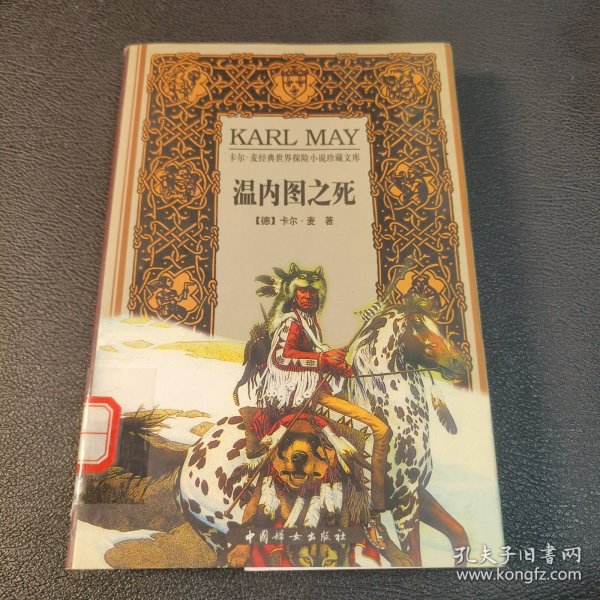 KARL MAY
卡尔·麦经典世界探险小说珍藏文库
温内图之死
【德】卡尔·麦 著
中国妇女出版社
孔夫子旧书网
www.kongfz.com